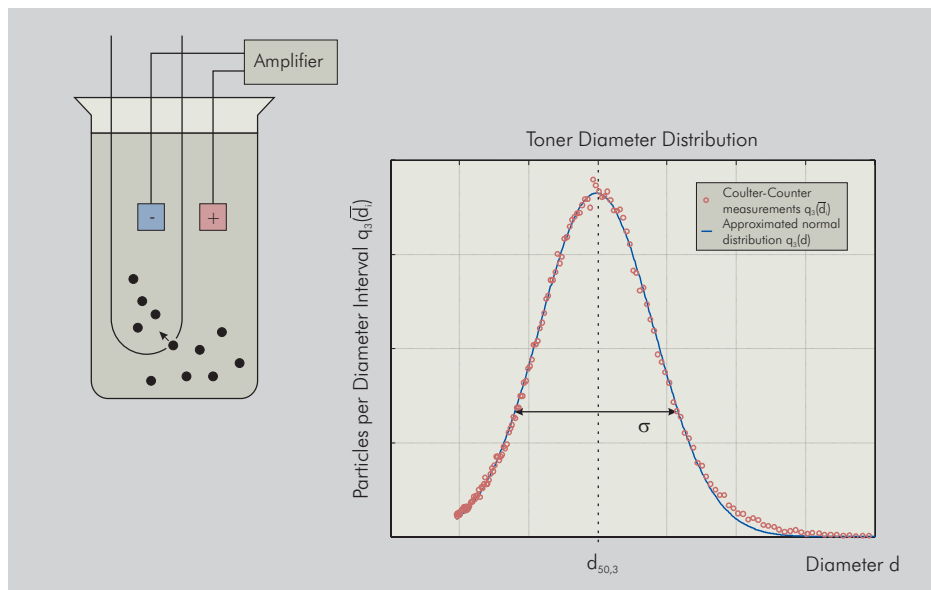 Amplifier
-
+
Toner Diameter Distribution
Particles per Diameter Interval q₃(d̅ᵢ)
Coulter-Counter
measurements q₃(d̅ᵢ)
Approximated normal
distribution q₃(d)
σ
d₅₀,₃
Diameter d